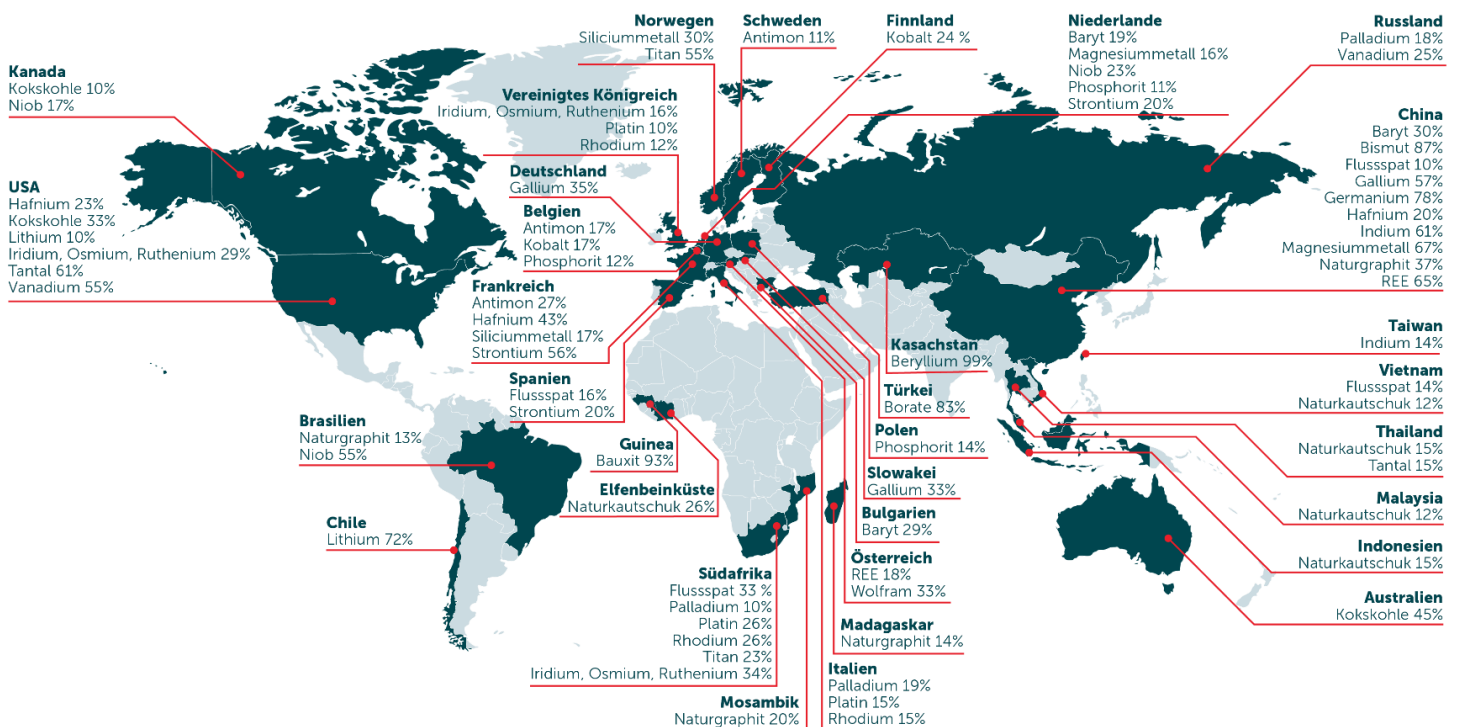 Kanada
Kokskohle 10%
Niob 17%
USA
Hafnium 23%
Kokskohle 33%
Lithium 10%
Iridium, Osmium, Ruthenium 29%
Tantal 61%
Vanadium 55%
Norwegen
Siliciummetall 30%
Titan 55%
Schweden
Antimon 11%
Finnland
Kobalt 24 %
Niederlande
Baryt 19%
Magnesiummetall 16%
Niob 23%
Phosphorit 11%
Strontium 20%
Russland
Palladium 18%
Vanadium 25%
Vereinigtes Königreich
Iridium, Osmium, Ruthenium 16%
Platin 10%
Rhodium 12%
Deutschland
Gallium 35%
Belgien
Antimon 17%
Kobalt 17%
Phosphorit 12%
Frankreich
Antimon 27%
Hafnium 43%
Siliciummetall 17%
Strontium 56%
Spanien
Flussspat 16%
Strontium 20%
China
Baryt 30%
Bismut 87%
Flussspat 10%
Gallium 57%
Germanium 78%
Hafnium 20%
Indium 61%
Magnesiummetall 67%
Naturgraphit 37%
REE 65%
Taiwan
Indium 14%
Vietnam
Flussspat 14%
Naturkautschuk 12%
Thailand
Naturkautschuk 15%
Tantal 15%
Malaysia
Naturkautschuk 12%
Indonesien
Naturkautschuk 15%
Australien
Kokskohle 45%
Kasachstan
Beryllium 99%
Türkei
Borate 83%
Polen
Phosphorit 14%
Slowakei
Gallium 33%
Bulgarien
Baryt 29%
Österreich
REE 18%
Wolfram 33%
Madagaskar
Naturgraphit 14%
Italien
Palladium 19%
Platin 15%
Rhodium 15%
Brasilien
Naturgraphit 13%
Niob 55%
Chile
Lithium 72%
Guinea
Bauxit 93%
Elfenbeinküste
Naturkautschuk 26%
Südafrika
Flussspat 33 %
Palladium 10%
Platin 26%
Rhodium 26%
Titan 23%
Iridium, Osmium, Ruthenium 34%
Mosambik
Naturgraphit 20%